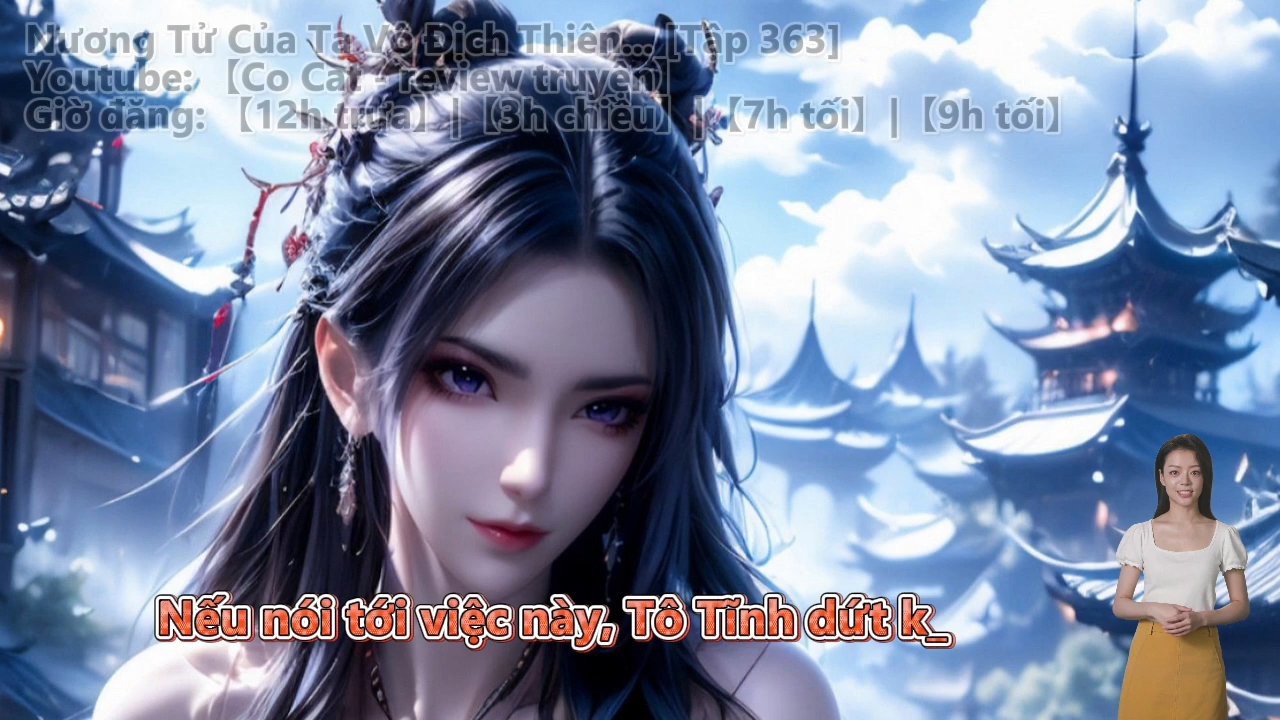 Nương Tử Của Ta Vô Địch Thiên... [Tập 363]
Youtube: 【Co Cat - review truyện】
Giờ đăng: 【12h trưa】 | 【3h chiều】 | 【7h tối】 | 【9h tối】
Nếu nói tới việc này, Tô Tĩnh dứt k_